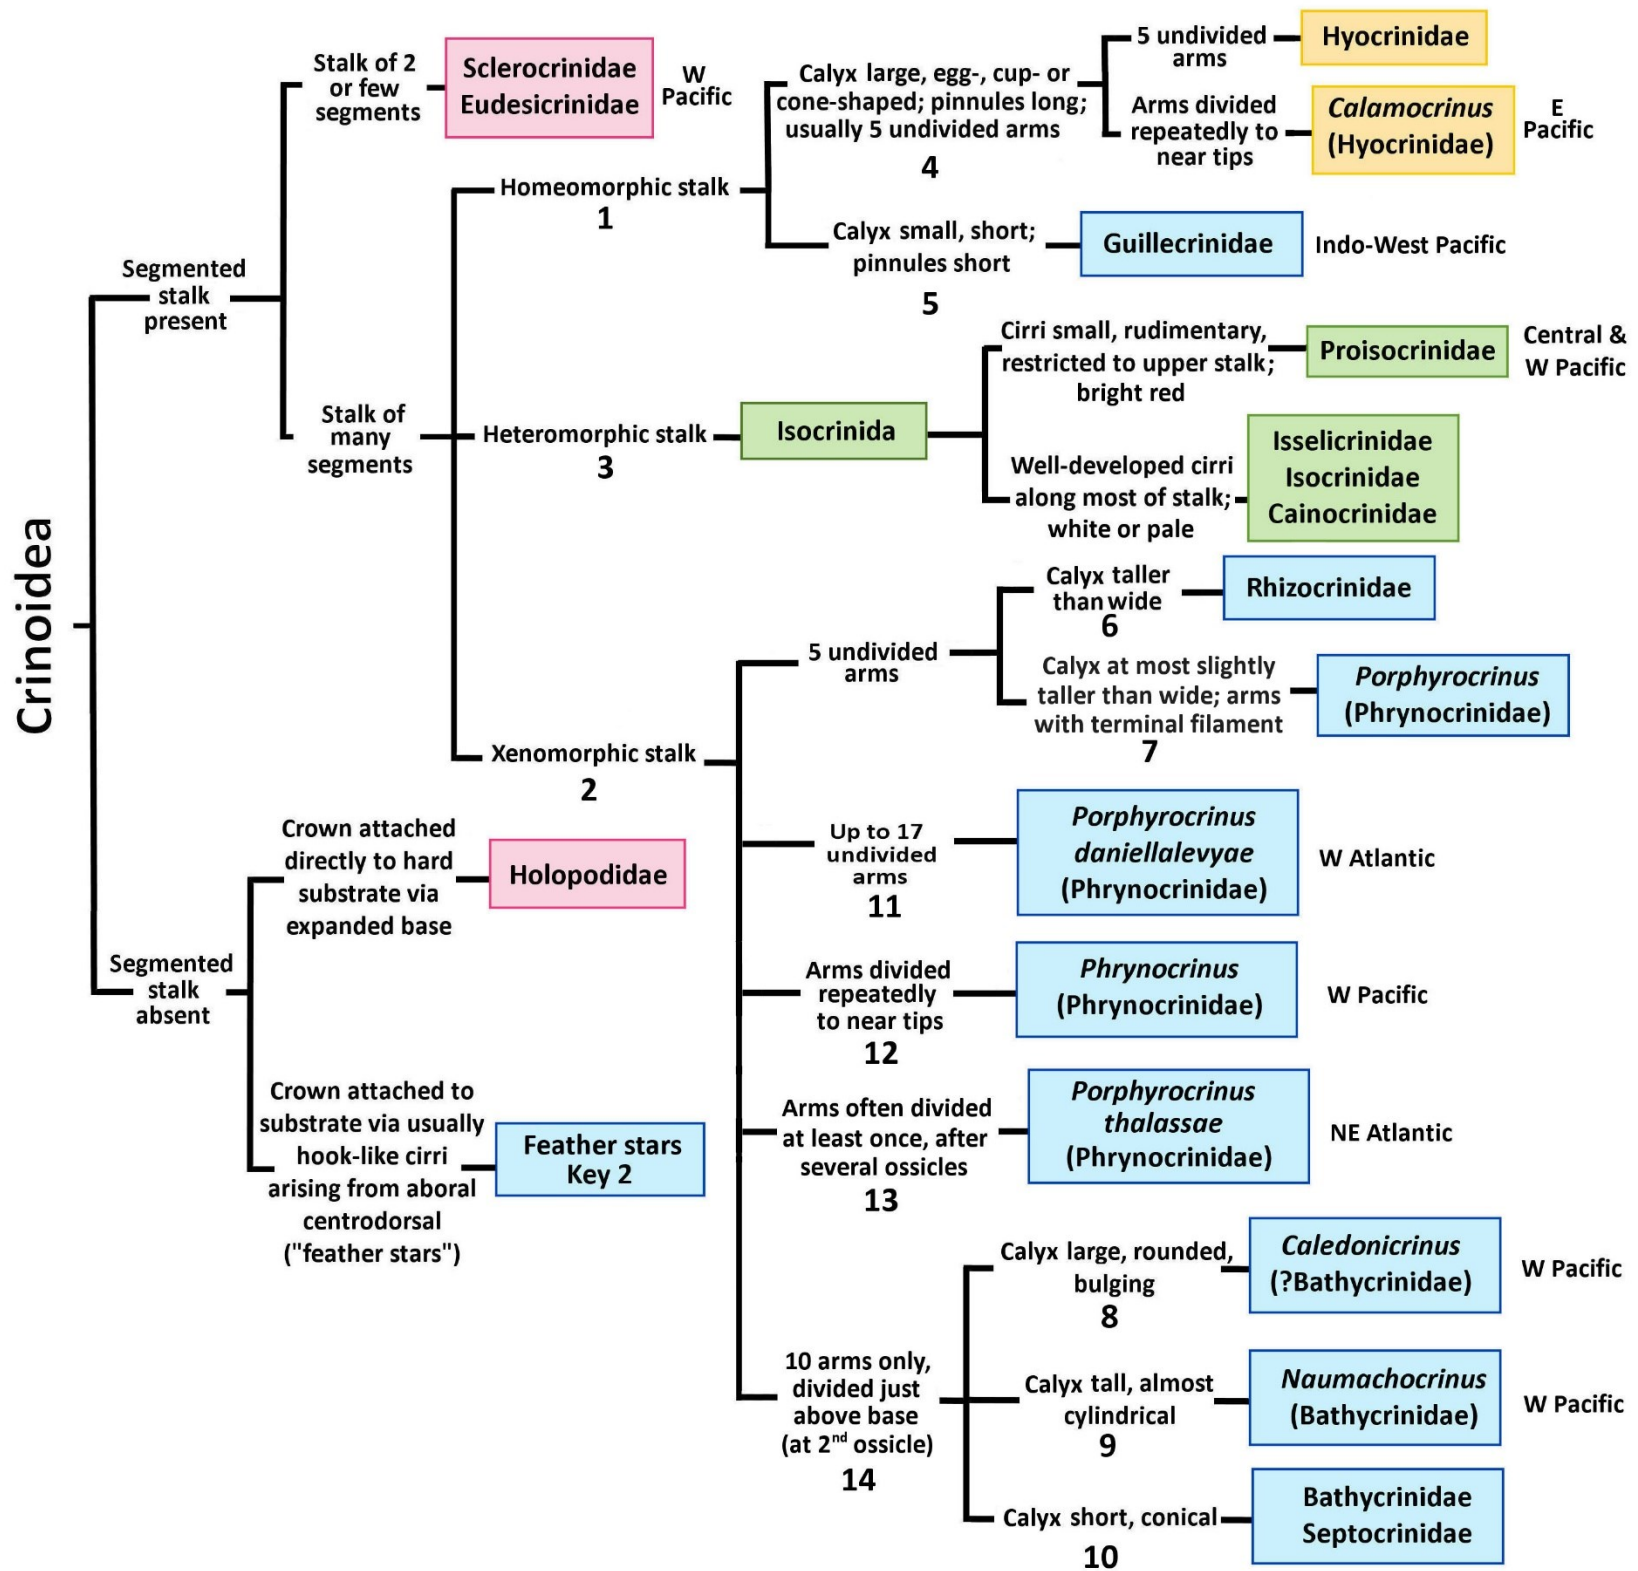 Crinoidea
Segmented
stalk
present
Stalk of 2
or few
segments
Sclerocrinidae
Eudesicrinidae
W
Pacific
Stalk of
many
segments
Homeomorphic stalk
1
Calyx large, egg-, cup- or
cone-shaped; pinnules long;
usually 5 undivided arms
4
5 undivided
arms
Hyocrinidae
Arms divided
repeatedly to
near tips
Calamocrinus
(Hyocrinidae)
E
Pacific
Calyx small, short;
pinnules short
5
Guillecrinidae
Indo-West Pacific
Heteromorphic stalk
3
Isocrinida
Cirri small, rudimentary,
restricted to upper stalk;
bright red
Proisocrinidae
Central &
W Pacific
Well-developed cirri
along most of stalk;
white or pale
Isselicrinidae
Isocrinidae
Cainocrinidae
Xenomorphic stalk
2
5 undivided
arms
Calyx taller
than wide
6
Rhizocrinidae
Calyx at most slightly
taller than wide; arms
with terminal filament
7
Porphyrocrinus
(Phrynocrinidae)
Up to 17
undivided
arms
11
Porphyrocrinus
daniellalevyae
(Phrynocrinidae)
W Atlantic
Arms divided
repeatedly
to near tips
12
Phrynocrinus
(Phrynocrinidae)
W Pacific
Arms often divided
at least once, after
several ossicles
13
Porphyrocrinus
thalassae
(Phrynocrinidae)
NE Atlantic
10 arms only,
divided just
above base
(at 2nd ossicle)
14
Calyx large, rounded,
bulging
8
Caledonicrinus
(?Bathycrinidae)
W Pacific
Calyx tall, almost
cylindrical
9
Naumachocrinus
(Bathycrinidae)
W Pacific
Calyx short, conical
10
Bathycrinidae
Septocrinidae
Segmented
stalk
absent
Crown attached
directly to hard
substrate via
expanded base
Holopodidae
Crown attached to
substrate via usually
hook-like cirri
arising from aboral
centrodorsal
("feather stars")
Feather stars
Key 2